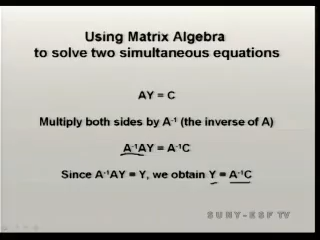 Using Matrix Algebra
to solve two simultaneous equations
AY = C
Multiply both sides by A⁻¹ (the inverse of A)
A⁻¹AY = A⁻¹C
Since A⁻¹AY = Y, we obtain Y = A⁻¹C
SUNY-ESF TV